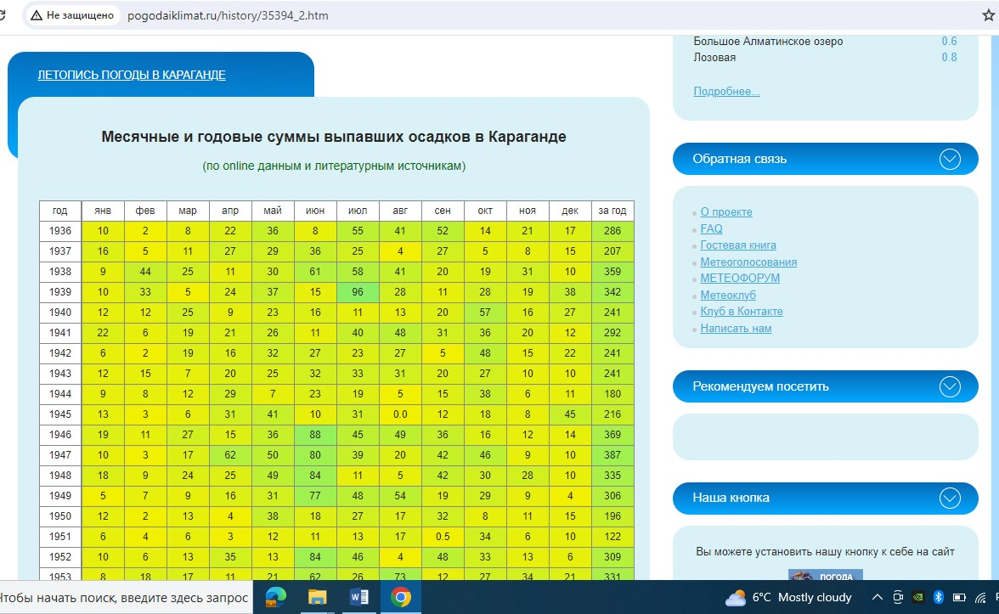 Не защищено pogodaiklimat.ru/history/35394_2.htm
ЛЕТОПИСЬ ПОГОДЫ В КАРАГАНДЕ
Месячные и годовые суммы выпавших осадков в Караганде
(по online данным и литературным источникам)
год янв фев мар апр май июн июл авг сен окт ноя дек за год
1936 10 2 8 22 36 8 55 41 52 14 21 17 286
1937 16 5 11 27 29 36 25 4 27 5 8 15 207
1938 9 44 25 11 30 61 58 41 20 19 31 10 359
1939 10 33 5 24 37 15 96 28 11 28 19 38 342
1940 12 12 25 9 23 16 11 13 20 57 16 27 241
1941 22 6 19 21 26 11 40 48 31 36 20 12 292
1942 6 2 19 16 32 27 23 27 5 48 15 22 241
1943 12 15 7 20 25 32 33 31 20 27 10 10 241
1944 9 8 12 29 7 23 19 5 15 38 6 11 180
1945 13 3 6 31 41 10 31 0.0 12 18 8 45 216
1946 19 11 27 15 36 88 45 49 36 16 12 14 369
1947 10 3 17 62 50 80 39 20 42 46 9 10 387
1948 18 9 24 25 49 84 11 5 42 30 28 10 335
1949 5 7 9 16 31 77 48 54 19 29 9 4 306
1950 12 2 13 4 38 18 27 17 32 8 11 15 196
1951 6 4 6 3 12 11 13 17 0.5 34 6 10 122
1952 10 6 13 35 13 84 46 4 48 33 13 6 309
1953 8 18 17 11 21 62 26 73 12 27 34 21 331
Большое Алматинское озеро 0.6
Лозовая 0.8
Подробнее...
Обратная связь
О проекте
FAQ
Гостевая книга
Метеоголосования
МЕТЕОФОРУМ
Метеоклуб
Клуб в Контакте
Написать нам
Рекомендуем посетить
Наша кнопка
Вы можете установить нашу кнопку к себе на сайт
ПОГОДА
Чтобы начать поиск, введите здесь запрос
6°C Mostly cloudy